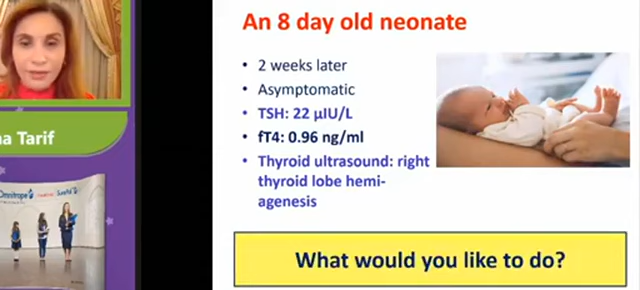 An 8 day old neonate
• 2 weeks later
• Asymptomatic
• TSH: 22 µIU/L
• fT4: 0.96 ng/ml
• Thyroid ultrasound: right
thyroid lobe hemi-
agenesis
What would you like to do?
a Tarif
Omnitrope